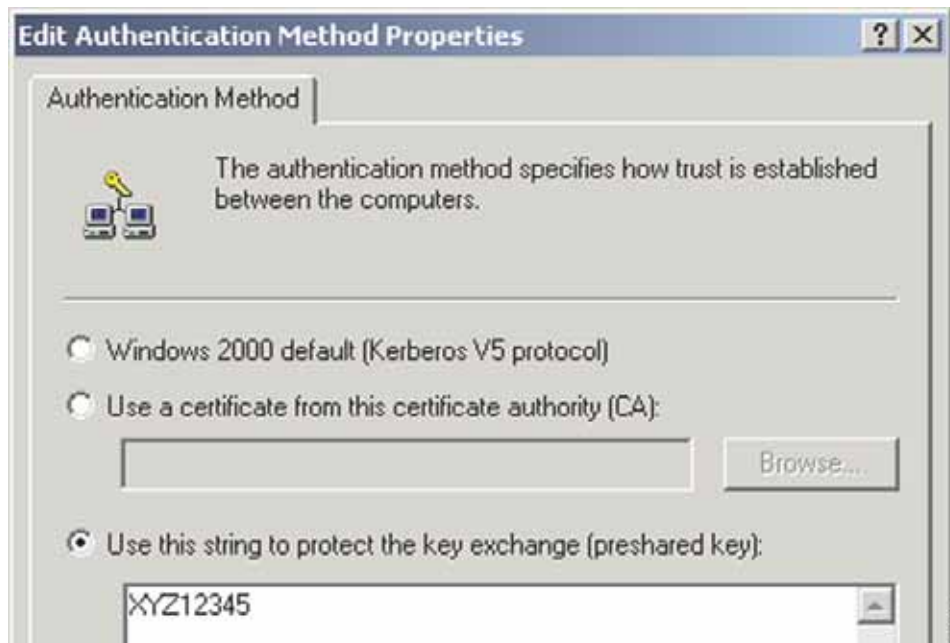 Edit Authentication Method Properties
Authentication Method
The authentication method specifies how trust is established
between the computers.
Windows 2000 default (Kerberos V5 protocol)
Use a certificate from this certificate authority (CA):
Browse....
Use this string to protect the key exchange (preshared key):
XYZ12345